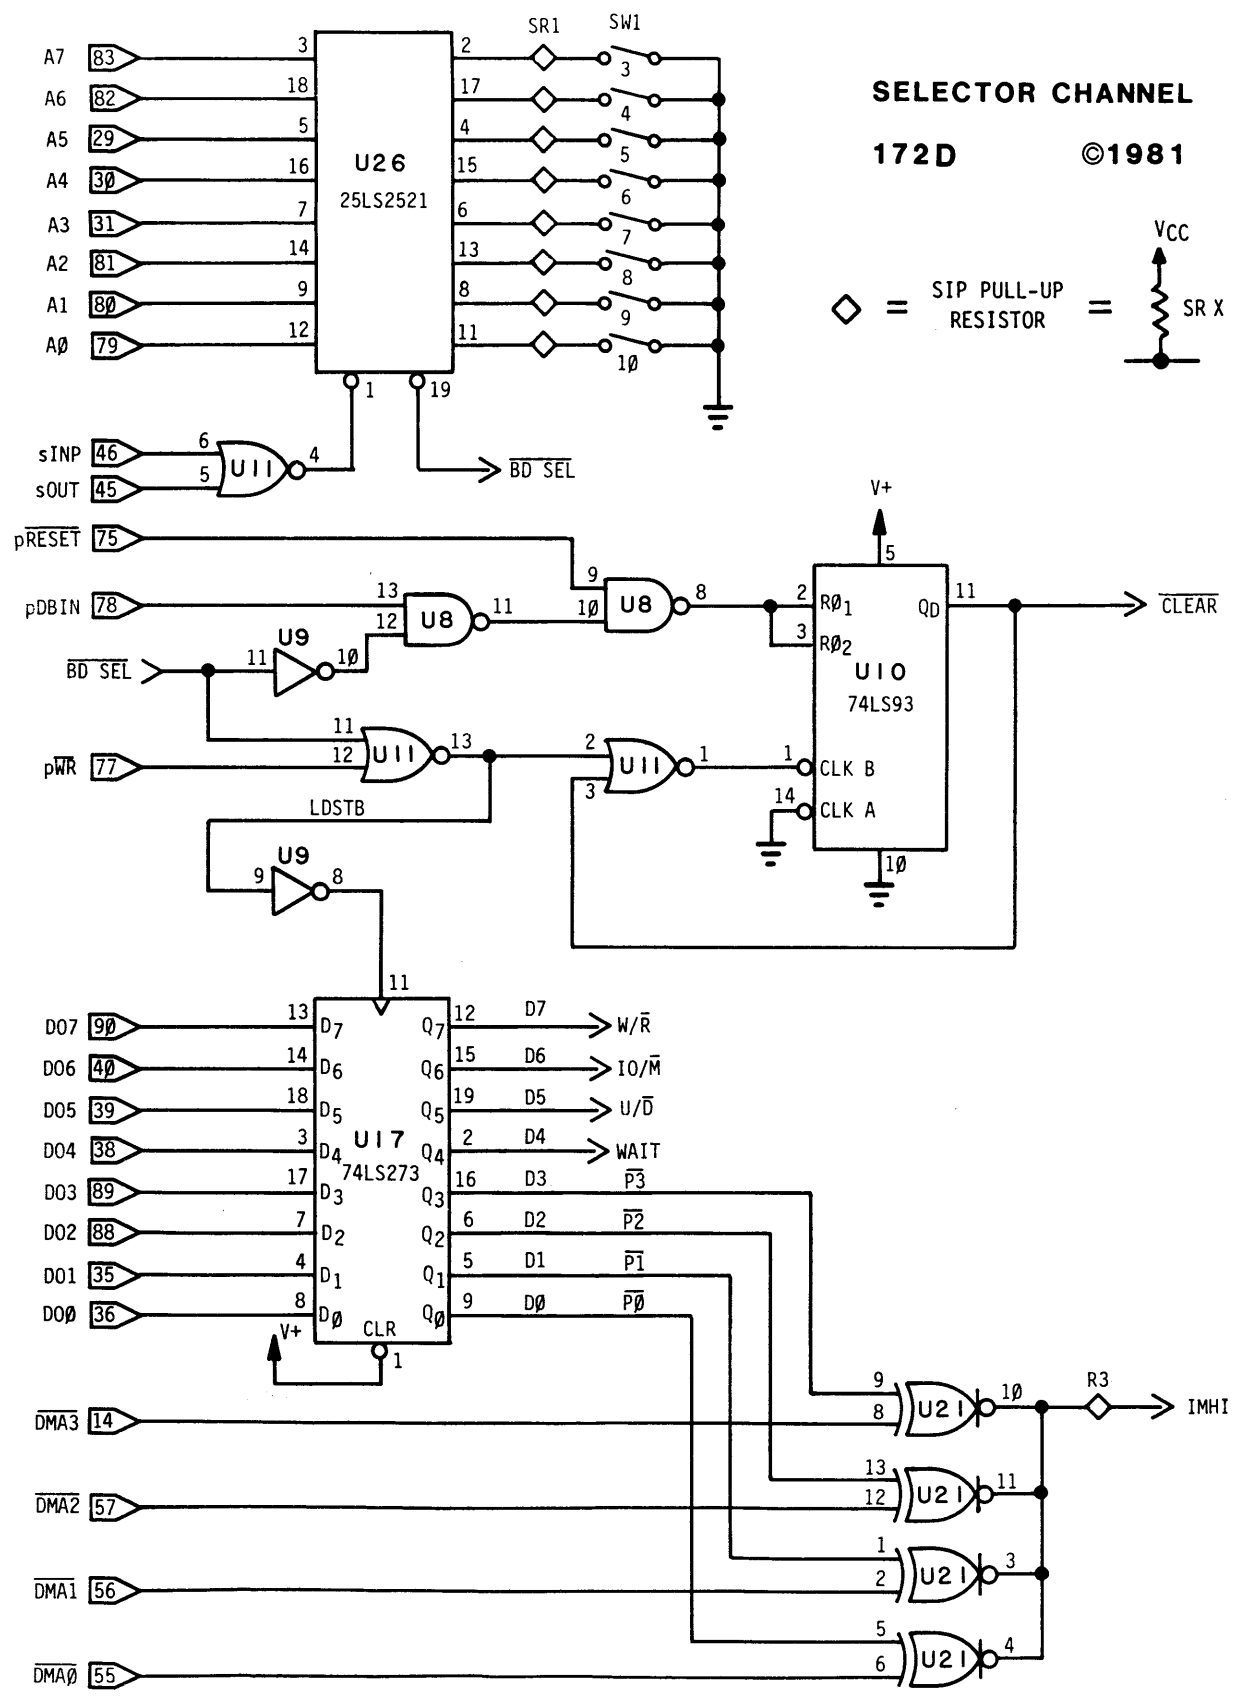 SR1 SW1
A7 83 3 2 3
A6 82 18 17 4
A5 29 5 4 5
A4 3Ø 16 15 6
A3 31 7 6 7
A2 81 14 13 8
A1 8Ø 9 8 9
AØ 79 12 11 1Ø
U26
25LS2521
1 19
SELECTOR CHANNEL
172D ©1981
VCC
= SIP PULL-UP RESISTOR = SR X
sINP 46 6
sOUT 45 5
U11 4
BD SEL
pRESET 75 9
pDBIN 78 13
12 U8 11 1Ø U8 8
U9
BD SEL 11 1Ø
V+
5
2 RØ1 QD 11 CLEAR
3 RØ2
U10
74LS93
1 CLK B
14 CLK A
1Ø
11
pWR 77 12 U11 13
2
3 U11 1
LDSTB
U9
9 8
11
DO7 9Ø 13 D7 Q7 12 D7 W/R
DO6 4Ø 14 D6 Q6 15 D6 IO/M
DO5 39 18 D5 Q5 19 D5 U/D
U17
DO4 38 3 D4 Q4 2 D4 WAIT
74LS273
DO3 89 17 D3 Q3 16 D3 P3
DO2 88 7 D2 Q2 6 D2 P2
DO1 35 4 D1 Q1 5 D1 P1
DOØ 36 8 DØ QØ 9 DØ PØ
V+ CLR
1
9
DMA3 14 8 U21 1Ø R3 IMHI
13
DMA2 57 12 U21 11
1
DMA1 56 2 U21 3
5
DMAØ 55 6 U21 4